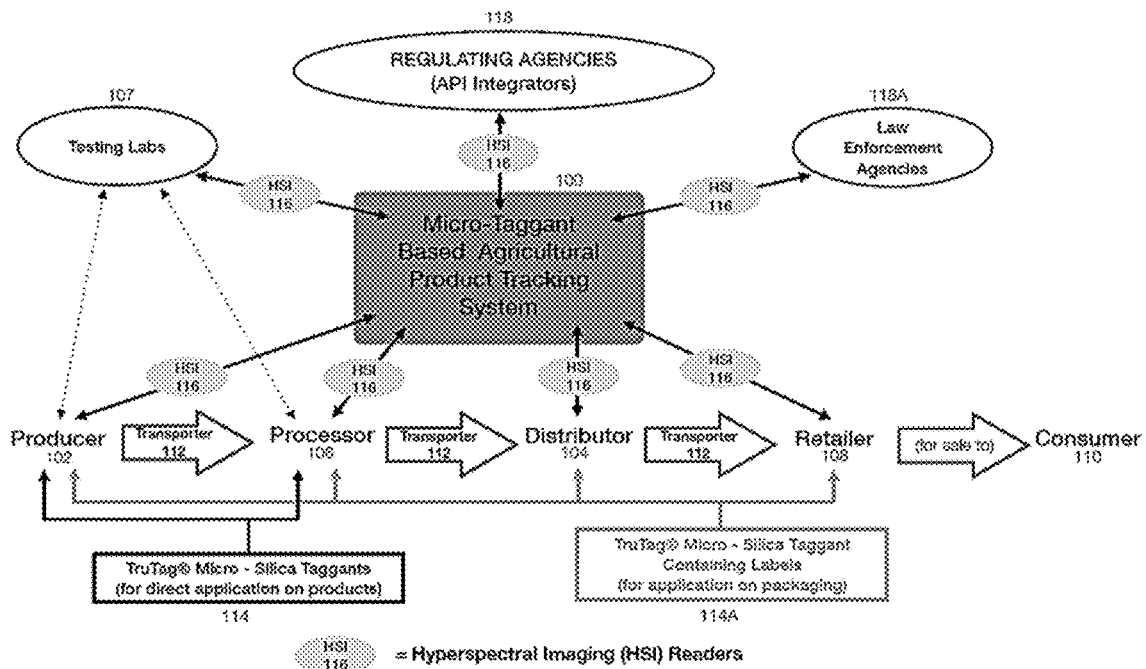 118
REGULATING AGENCIES
(API Integrators)
107
Testing Labs
118A
Law
Enforcement
Agencies
HSI
116
HSI
116
HSI
116
100
Micro-Taggant
Based Agricultural
Product Tracking
System
HSI
116
HSI
116
HSI
116
HSI
116
Producer
102
Transporter
112
Processor
106
Transporter
112
Distributor
104
Transporter
112
Retailer
108
(for sale to)
Consumer
110
TruTag® Micro - Silica Taggants
(for direct application on products)
114
TruTag® Micro - Silica Taggant
Containing Labels
(for application on packaging)
114A
HSI
116
= Hyperspectral Imaging (HSI) Readers